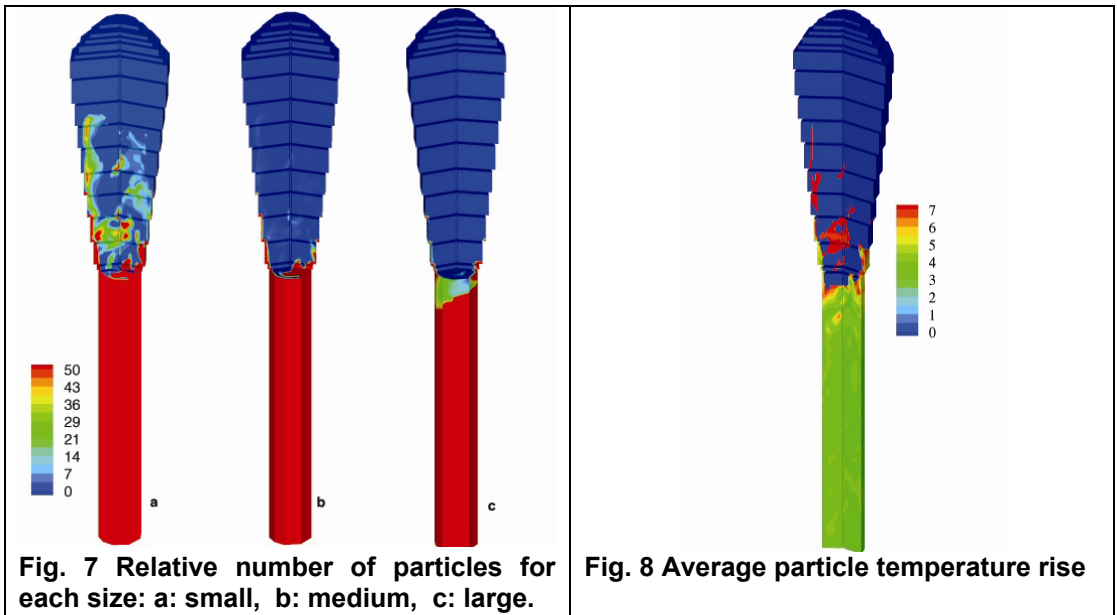 50
43
36
29
21
14
7
0
a
b
c
Fig. 7 Relative number of particles for
each size: a: small, b: medium, c: large.
7
6
5
4
3
2
1
0
Fig. 8 Average particle temperature rise